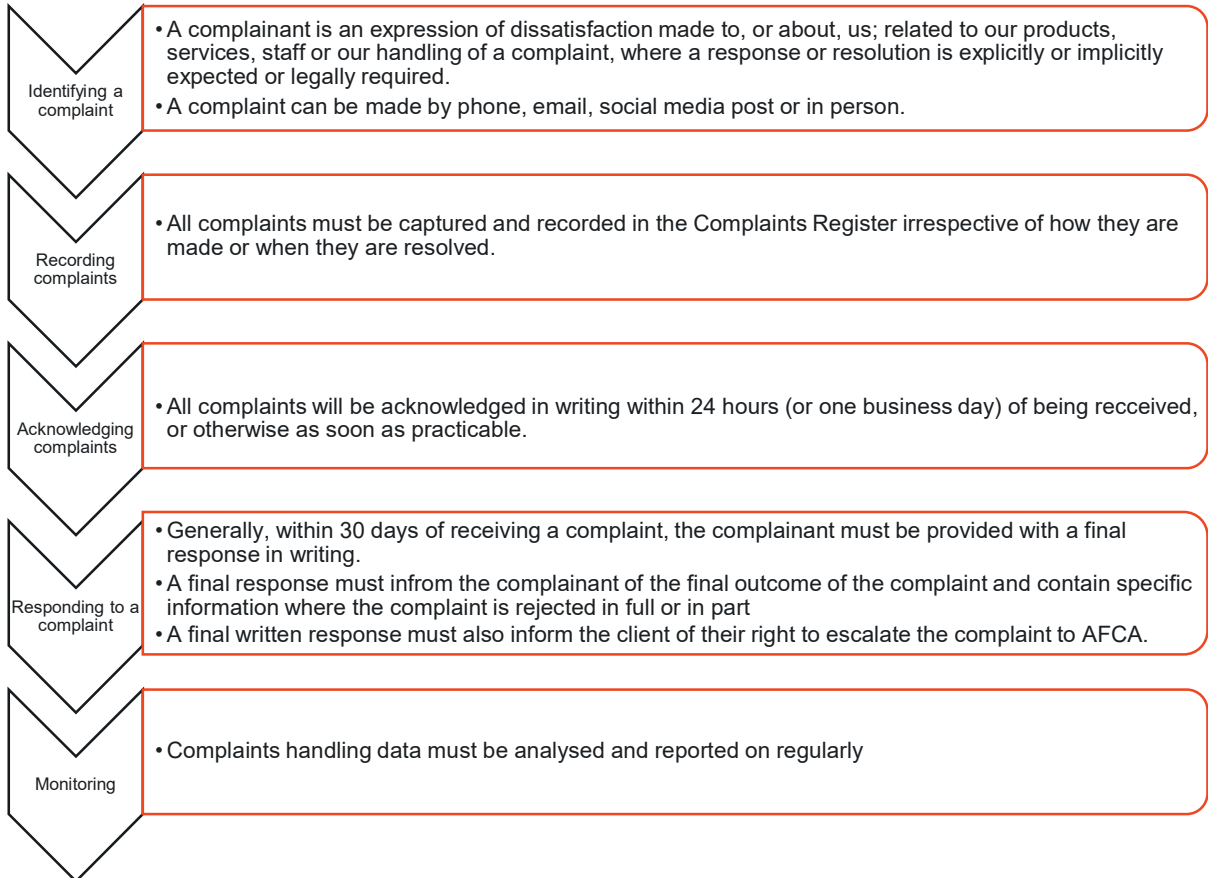 Identifying a
complaint
• A complainant is an expression of dissatisfaction made to, or about, us; related to our products,
services, staff or our handling of a complaint, where a response or resolution is explicitly or implicitly
expected or legally required.
• A complaint can be made by phone, email, social media post or in person.
Recording
complaints
• All complaints must be captured and recorded in the Complaints Register irrespective of how they are
made or when they are resolved.
Acknowledging
complaints
• All complaints will be acknowledged in writing within 24 hours (or one business day) of being recceived,
or otherwise as soon as practicable.
Responding to a
complaint
• Generally, within 30 days of receiving a complaint, the complainant must be provided with a final
response in writing.
• A final response must infrom the complainant of the final outcome of the complaint and contain specific
information where the complaint is rejected in full or in part
• A final written response must also inform the client of their right to escalate the complaint to AFCA.
Monitoring
• Complaints handling data must be analysed and reported on regularly